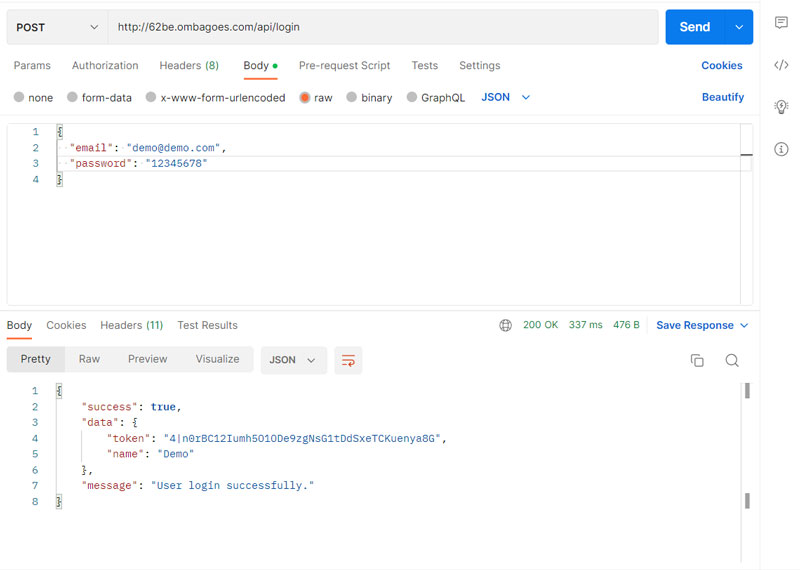 POST http://62be.ombagoes.com/api/login Send
Params Authorization Headers (8) Body Pre-request Script Tests Settings Cookies
none form-data x-www-form-urlencoded raw binary GraphQL JSON Beautify
1 {
2 "email": "demo@demo.com",
3 "password": "12345678"
4 }
Body Cookies Headers (11) Test Results 200 OK 337 ms 476 B Save Response
Pretty Raw Preview Visualize JSON
1 {
2 "success": true,
3 "data": {
4 "token": "4|n0rBC12Iumh5O1ODe9zgNsG1tDdSxeTCKuenya8G",
5 "name": "Demo"
6 },
7 "message": "User login successfully."
8 }